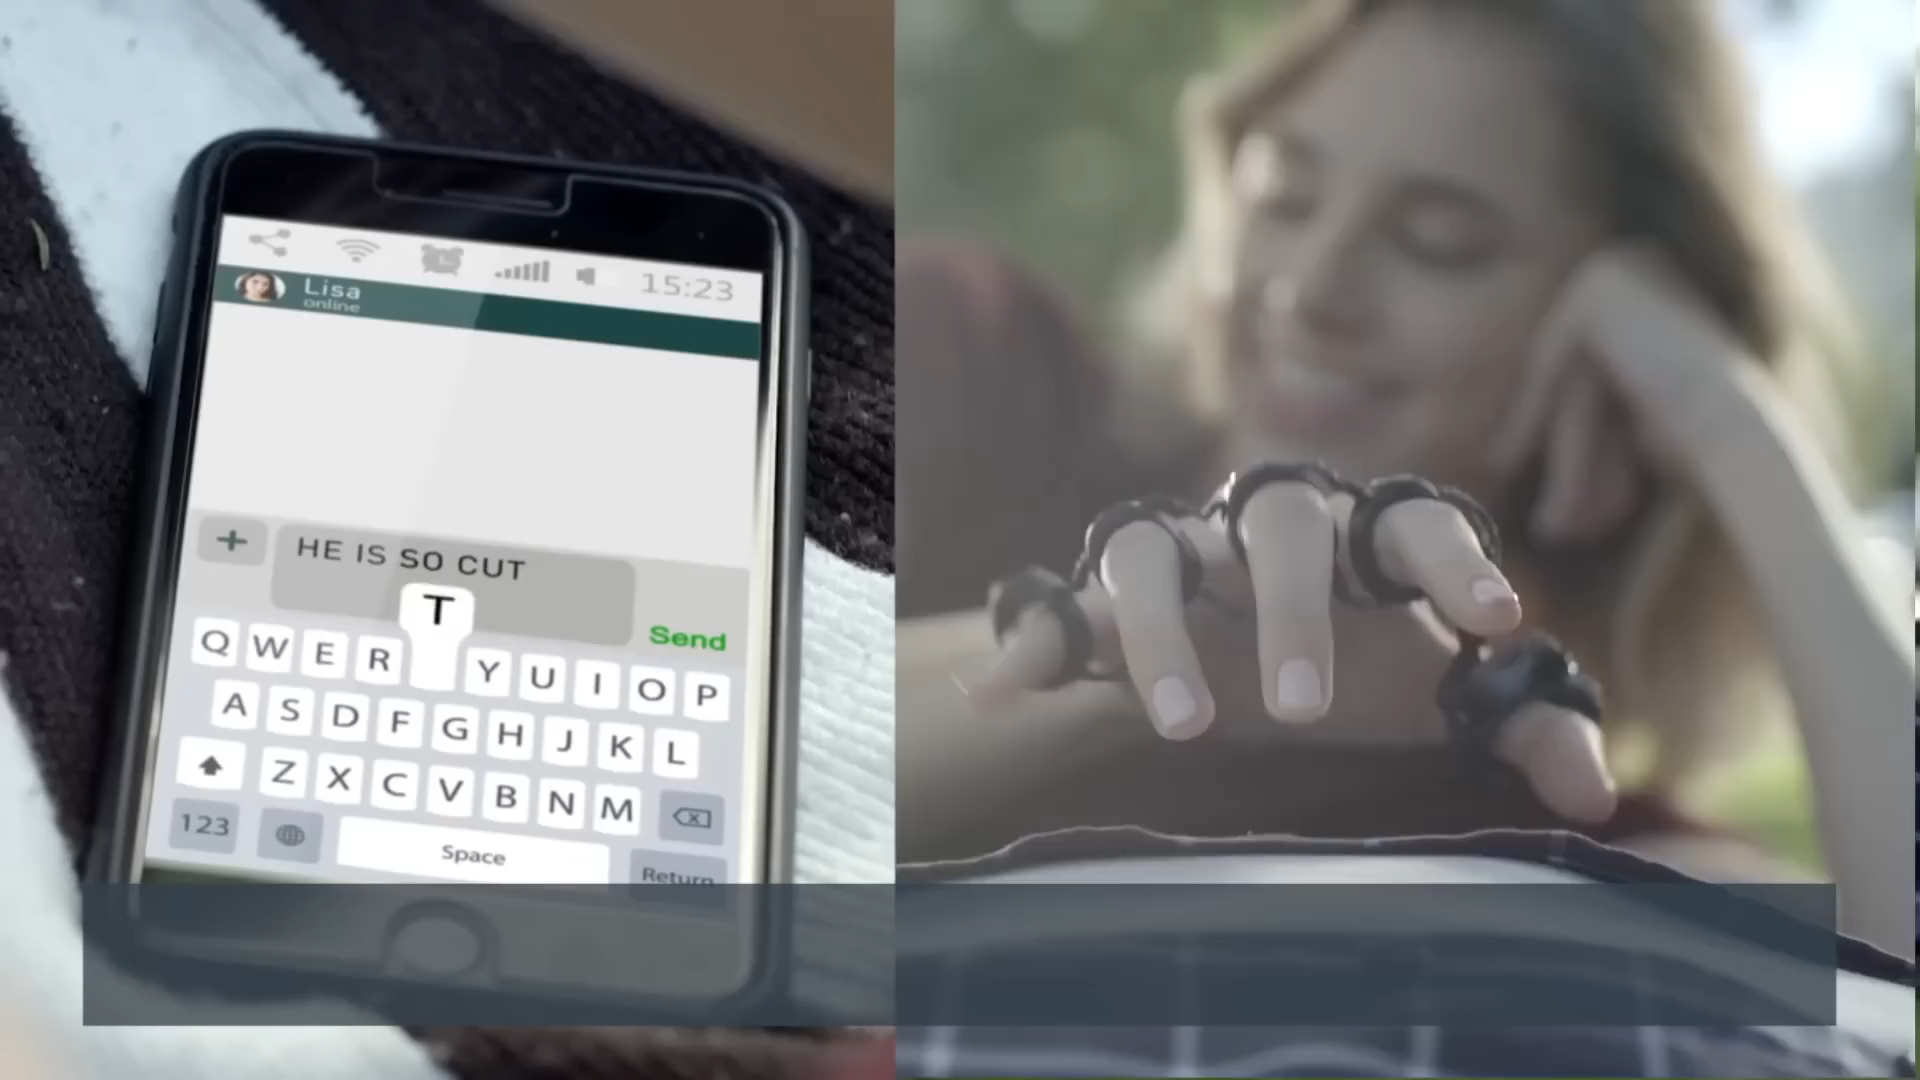 15:23
Lisa
online
HE IS SO CUT
T
Send
Q W E R Y U I O P
A S D F G H J K L
Z X C V B N M
123 Space Return